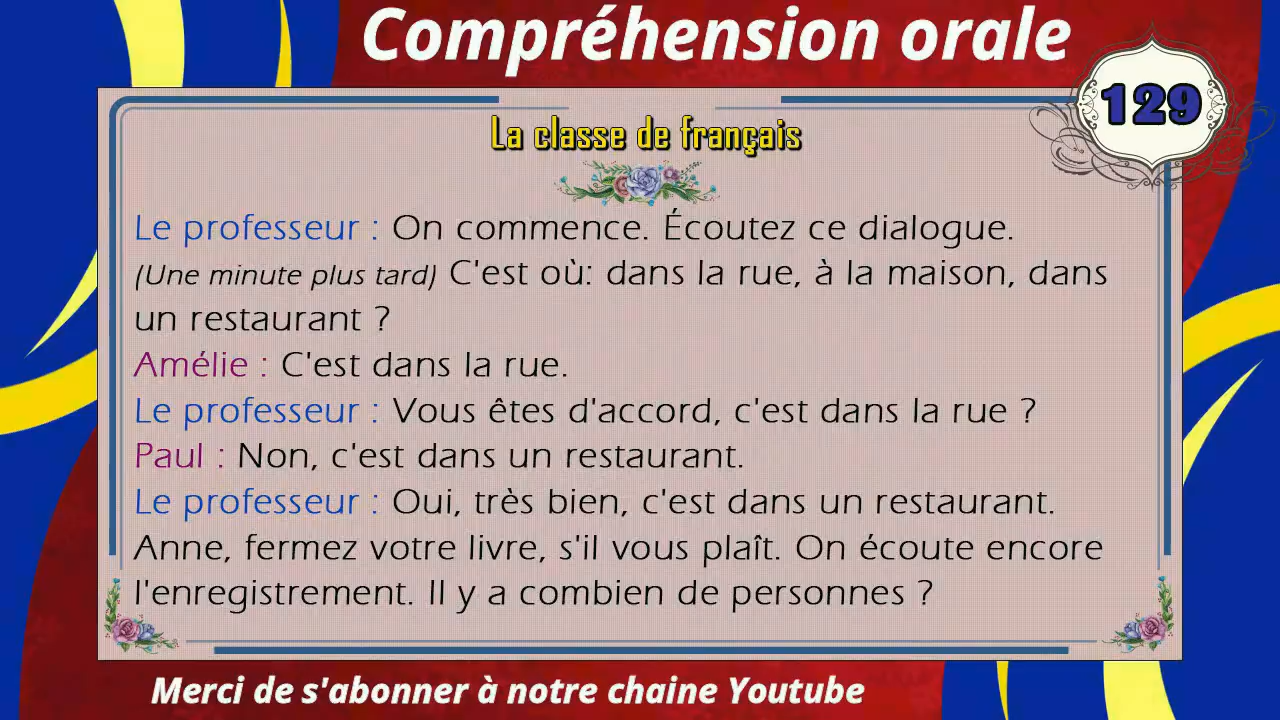 Compréhension orale
129
La classe de français
Le professeur : On commence. Écoutez ce dialogue.
(Une minute plus tard) C'est où: dans la rue, à la maison, dans
un restaurant ?
Amélie : C'est dans la rue.
Le professeur : Vous êtes d'accord, c'est dans la rue ?
Paul : Non, c'est dans un restaurant.
Le professeur : Oui, très bien, c'est dans un restaurant.
Anne, fermez votre livre, s'il vous plaît. On écoute encore
l'enregistrement. Il y a combien de personnes ?
Merci de s'abonner à notre chaine Youtube